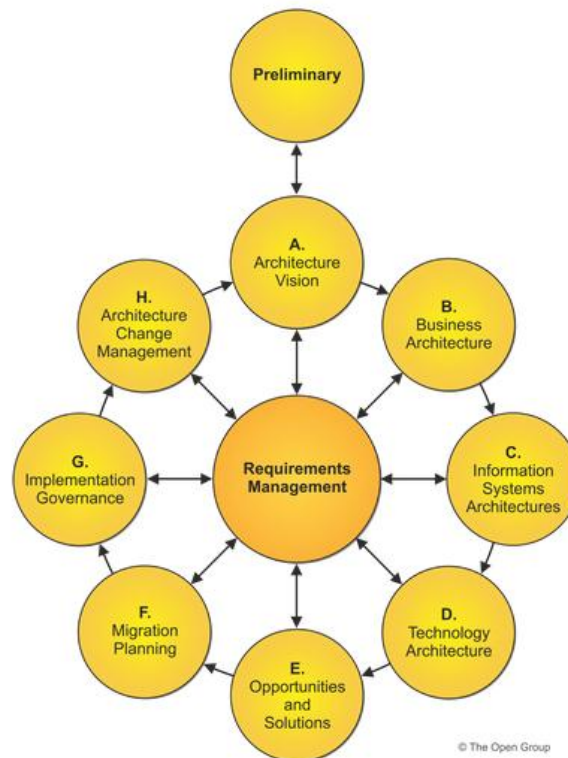 Preliminary
A.
Architecture
Vision
B.
Business
Architecture
C.
Information
Systems
Architectures
D.
Technology
Architecture
E.
Opportunities
and
Solutions
F.
Migration
Planning
G.
Implementation
Governance
H.
Architecture
Change
Management
Requirements
Management
© The Open Group